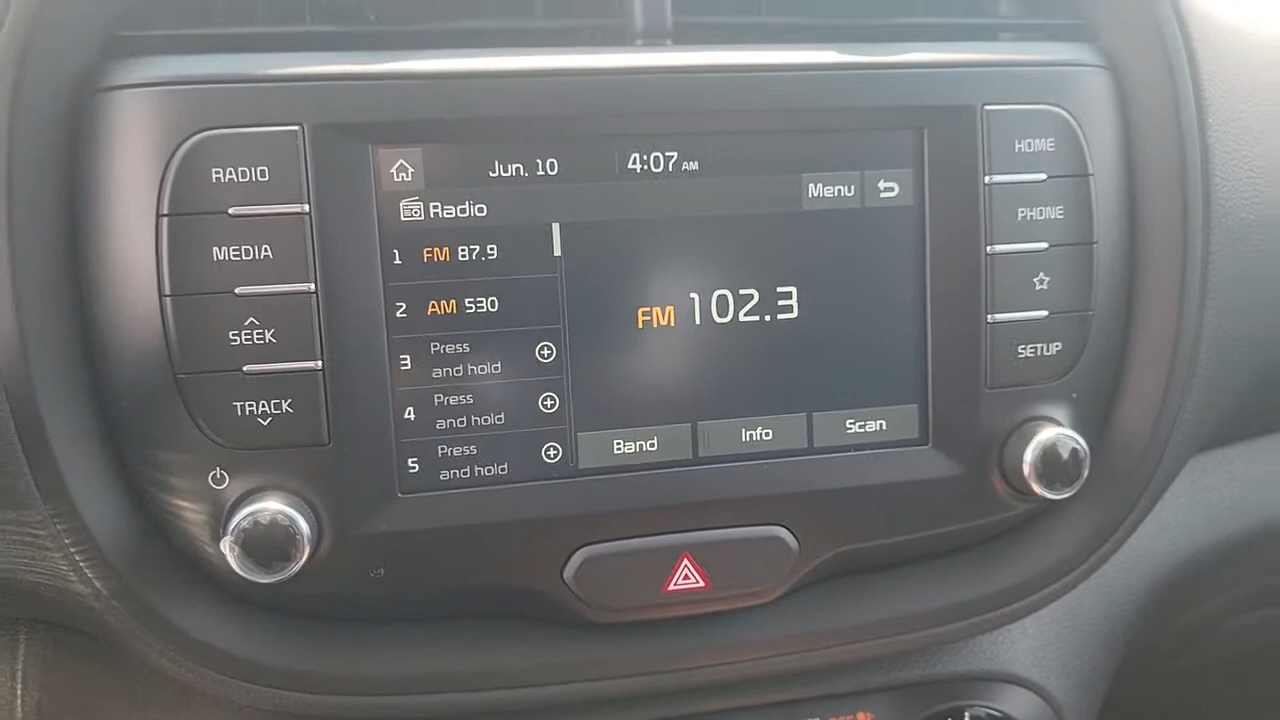 RADIO
MEDIA
SEEK
TRACK
Jun. 10 4:07 AM
Radio
Menu
1 FM 87.9
2 AM 530
3 Press
and hold
4 Press
and hold
5 Press
and hold
FM 102.3
Band Info Scan
HOME
PHONE
SETUP